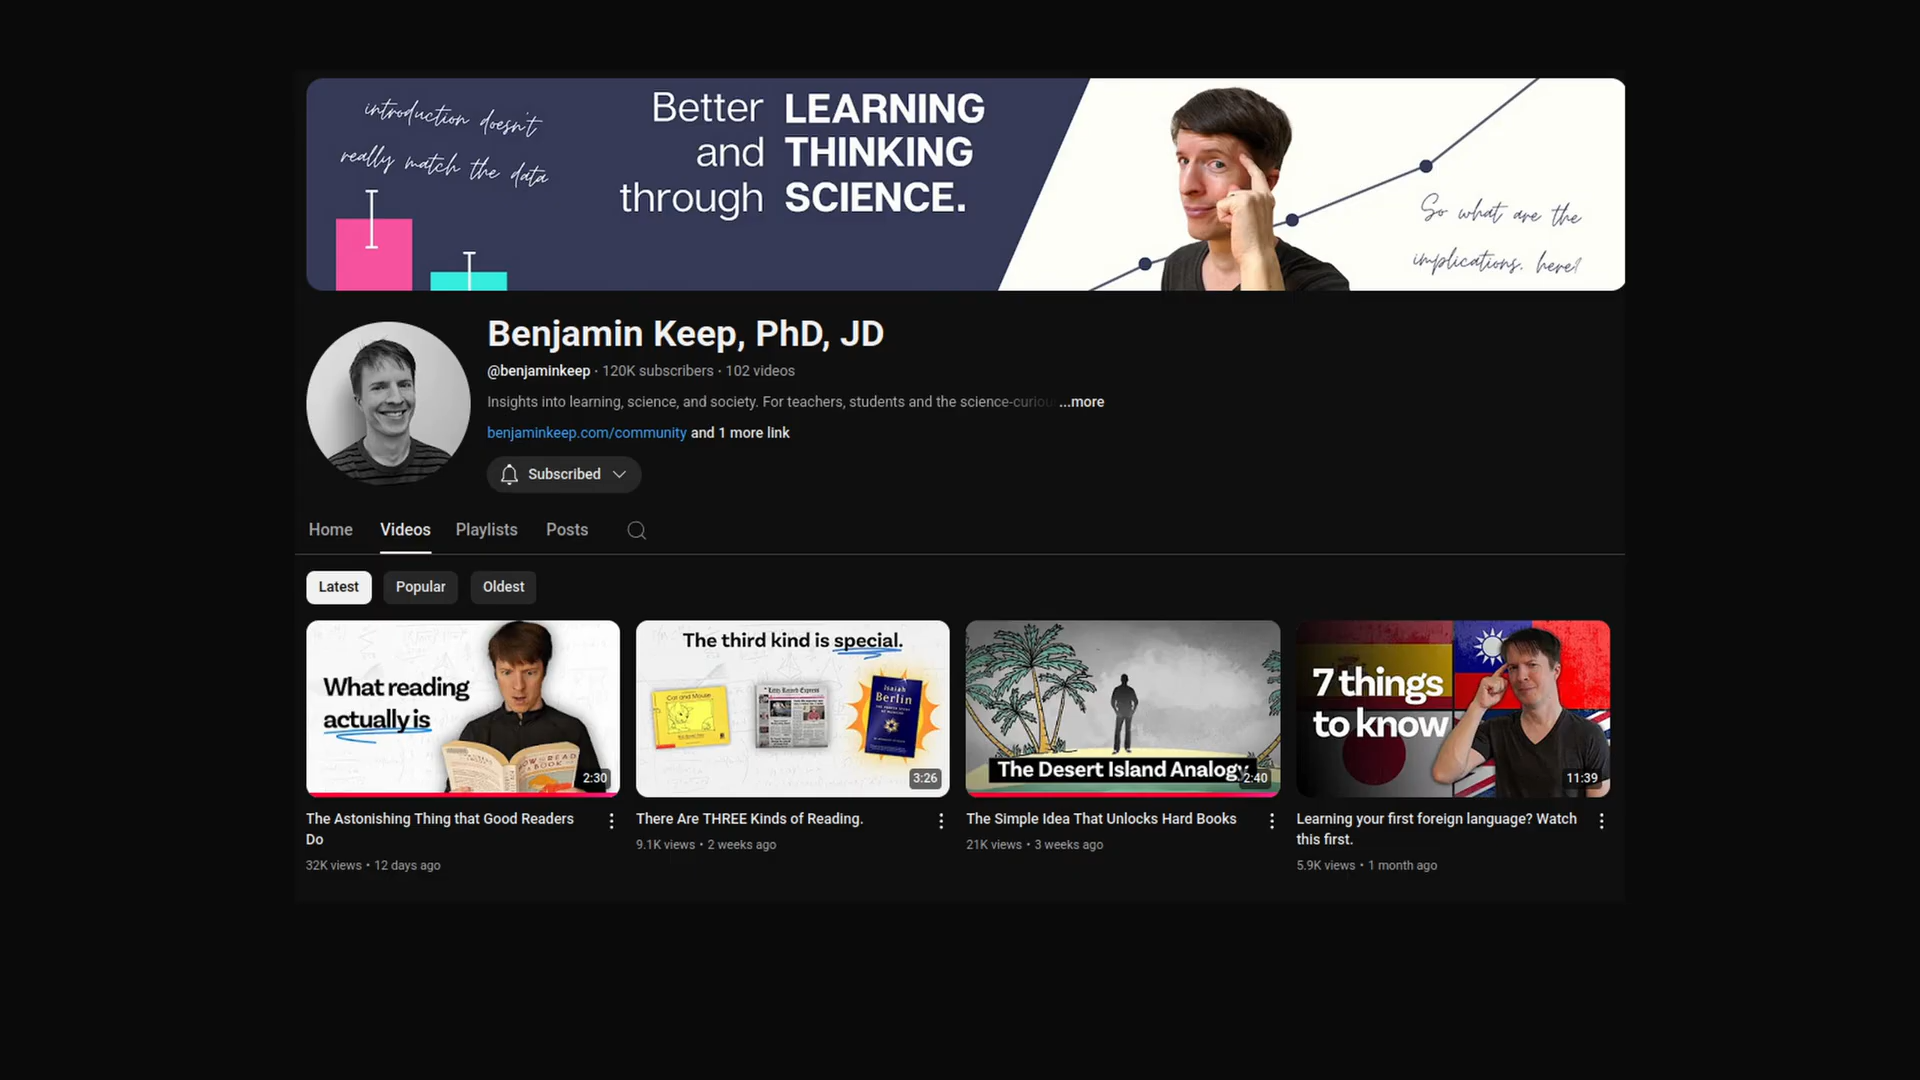 introduction doesn't
really match the data
Better LEARNING
and THINKING
through SCIENCE.
So what are the
implications. here?
Benjamin Keep, PhD, JD
@benjaminkeep · 120K subscribers · 102 videos
Insights into learning, science, and society. For teachers, students and the science-curiou ...more
benjaminkeep.com/community and 1 more link
Subscribed
Home Videos Playlists Posts
Latest Popular Oldest
What reading
actually is
HOW TO READ
A BOOK
2:30
The third kind is special.
Cat and Mouse
Isaiah
Berlin
3:26
The Desert Island Analogy
2:40
7 things
to know
11:39
The Astonishing Thing that Good Readers
Do
32K views • 12 days ago
There Are THREE Kinds of Reading.
9.1K views • 2 weeks ago
The Simple Idea That Unlocks Hard Books
21K views • 3 weeks ago
Learning your first foreign language? Watch
this first.
5.9K views • 1 month ago